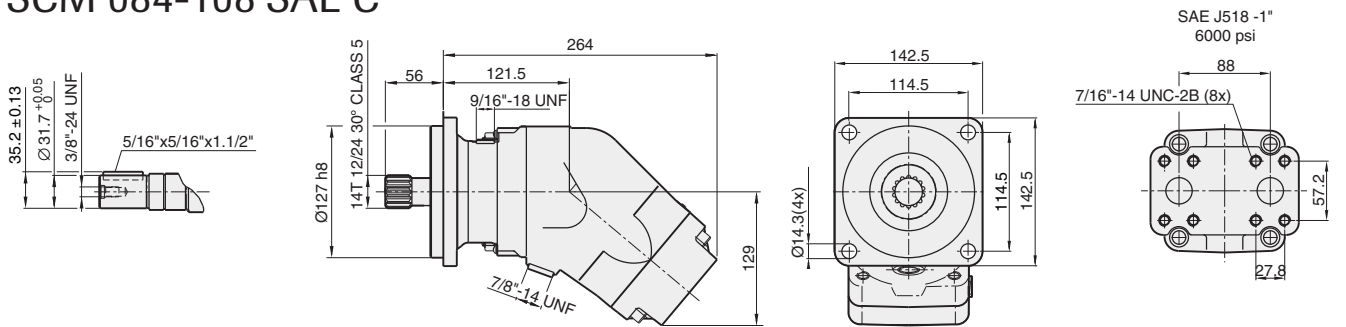 SCM 084-108 SAE C
SAE J518 -1"
6000 psi
35.2 ±0.13
Ø 31.7 +0.05 0
3/8"-24 UNF
5/16"x5/16"x1.1/2"
264
56
121.5
9/16"-18 UNF
14T 12/24 30° CLASS 5
Ø127 h8
7/8"-14 UNF
129
142.5
114.5
Ø14.3(4x)
114.5
142.5
88
7/16"-14 UNC-2B (8x)
57.2
27.8